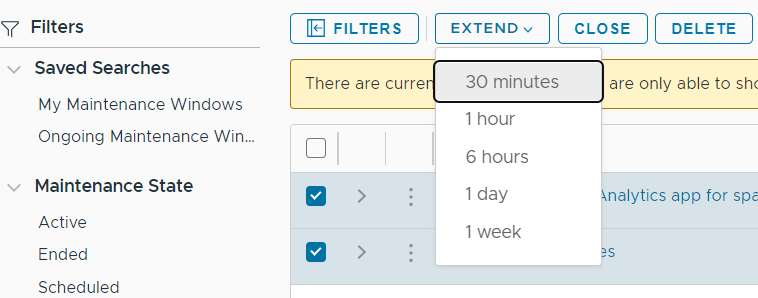 Filters
Saved Searches
My Maintenance Windows
Ongoing Maintenance Win...
Maintenance State
Active
Ended
Scheduled
FILTERS
EXTEND
CLOSE
DELETE
There are curren
are only able to sho
30 minutes
1 hour
6 hours
1 day
1 week
Analytics app for spa
es